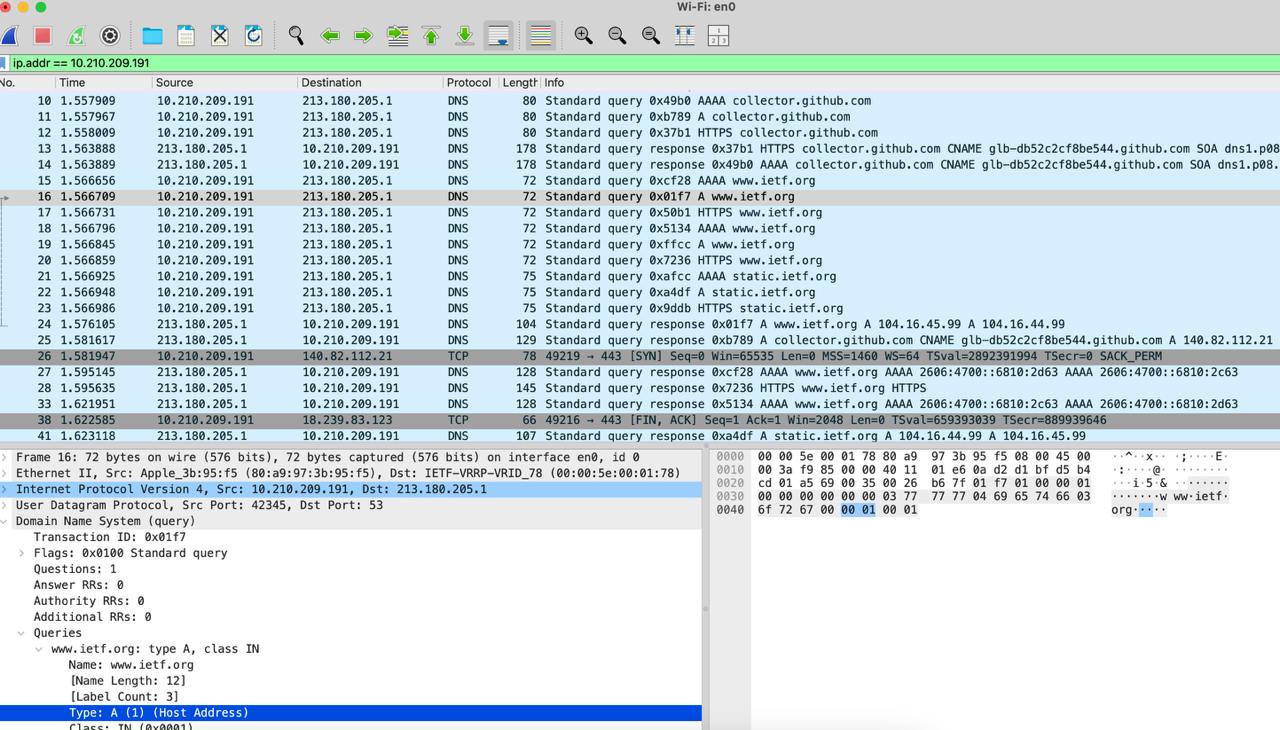 Wi-Fi: en0
ip.addr == 10.210.209.191
No. Time Source Destination Protocol Length Info
10 1.557909 10.210.209.191 213.180.205.1 DNS 80 Standard query 0x49b0 AAAA collector.github.com
11 1.557967 10.210.209.191 213.180.205.1 DNS 80 Standard query 0xb789 A collector.github.com
12 1.558009 10.210.209.191 213.180.205.1 DNS 80 Standard query 0x37b1 HTTPS collector.github.com
13 1.563888 213.180.205.1 10.210.209.191 DNS 178 Standard query response 0x37b1 HTTPS collector.github.com CNAME glb-db52c2cf8be544.github.com SOA dns1.p08
14 1.563889 213.180.205.1 10.210.209.191 DNS 178 Standard query response 0x49b0 AAAA collector.github.com CNAME glb-db52c2cf8be544.github.com SOA dns1.p08.
15 1.566656 10.210.209.191 213.180.205.1 DNS 72 Standard query 0xcf28 AAAA www.ietf.org
16 1.566709 10.210.209.191 213.180.205.1 DNS 72 Standard query 0x01f7 A www.ietf.org
17 1.566731 10.210.209.191 213.180.205.1 DNS 72 Standard query 0x50b1 HTTPS www.ietf.org
18 1.566796 10.210.209.191 213.180.205.1 DNS 72 Standard query 0x5134 AAAA www.ietf.org
19 1.566845 10.210.209.191 213.180.205.1 DNS 72 Standard query 0xffcc A www.ietf.org
20 1.566859 10.210.209.191 213.180.205.1 DNS 72 Standard query 0x7236 HTTPS www.ietf.org
21 1.566925 10.210.209.191 213.180.205.1 DNS 75 Standard query 0xafcc AAAA static.ietf.org
22 1.566948 10.210.209.191 213.180.205.1 DNS 75 Standard query 0xa4df A static.ietf.org
23 1.566986 10.210.209.191 213.180.205.1 DNS 75 Standard query 0x9ddb HTTPS static.ietf.org
24 1.576105 213.180.205.1 10.210.209.191 DNS 104 Standard query response 0x01f7 A www.ietf.org A 104.16.45.99 A 104.16.44.99
25 1.581617 213.180.205.1 10.210.209.191 DNS 129 Standard query response 0xb789 A collector.github.com CNAME glb-db52c2cf8be544.github.com A 140.82.112.21
26 1.581947 10.210.209.191 140.82.112.21 TCP 78 49219 → 443 [SYN] Seq=0 Win=65535 Len=0 MSS=1460 WS=64 TSval=2892391994 TSecr=0 SACK_PERM
27 1.595145 213.180.205.1 10.210.209.191 DNS 128 Standard query response 0xcf28 AAAA www.ietf.org AAAA 2606:4700::6810:2d63 AAAA 2606:4700::6810:2c63
28 1.595635 213.180.205.1 10.210.209.191 DNS 145 Standard query response 0x7236 HTTPS www.ietf.org HTTPS
33 1.621951 213.180.205.1 10.210.209.191 DNS 128 Standard query response 0x5134 AAAA www.ietf.org AAAA 2606:4700::6810:2c63 AAAA 2606:4700::6810:2d63
38 1.622585 10.210.209.191 18.239.83.123 TCP 66 49216 → 443 [FIN, ACK] Seq=1 Ack=1 Win=2048 Len=0 TSval=659393039 TSecr=889939646
41 1.623118 213.180.205.1 10.210.209.191 DNS 107 Standard query response 0xa4df A static.ietf.org A 104.16.44.99 A 104.16.45.99
Frame 16: 72 bytes on wire (576 bits), 72 bytes captured (576 bits) on interface en0, id 0
Ethernet II, Src: Apple_3b:95:f5 (80:a9:97:3b:95:f5), Dst: IETF-VRRP-VRID_78 (00:00:5e:00:01:78)
Internet Protocol Version 4, Src: 10.210.209.191, Dst: 213.180.205.1
User Datagram Protocol, Src Port: 42345, Dst Port: 53
Domain Name System (query)
Transaction ID: 0x01f7
Flags: 0x0100 Standard query
Questions: 1
Answer RRs: 0
Authority RRs: 0
Additional RRs: 0
Queries
www.ietf.org: type A, class IN
Name: www.ietf.org
[Name Length: 12]
[Label Count: 3]
Type: A (1) (Host Address)
Class: IN (0x0001)
0000 00 00 5e 00 01 78 80 a9 97 3b 95 f5 08 00 45 00 ··^··x·· ·;····E·
0010 00 3a f9 85 00 00 40 11 01 e6 0a d2 d1 bf d5 b4 ·:····@· ········
0020 cd 01 a5 69 00 35 00 26 b6 7f 01 f7 01 00 00 01 ···i·5·& ········
0030 00 00 00 00 00 00 03 77 77 77 04 69 65 74 66 03 ·······w ww·ietf·
0040 6f 72 67 00 00 01 00 01 org·····